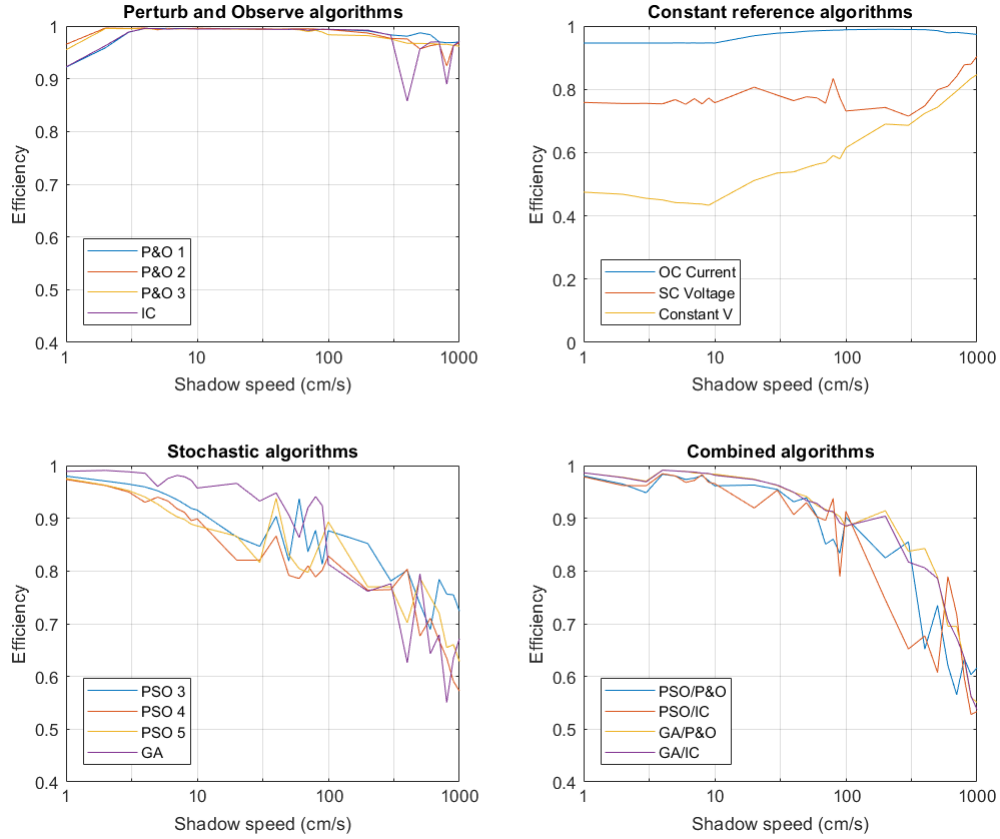 Perturb and Observe algorithms
1
0.9
0.8
0.7
0.6
0.5
0.4
Efficiency
P&O 1
P&O 2
P&O 3
IC
1
10
100
1000
Shadow speed (cm/s)
Constant reference algorithms
1
0.8
0.6
0.4
0.2
0
Efficiency
OC Current
SC Voltage
Constant V
1
10
100
1000
Shadow speed (cm/s)
Stochastic algorithms
1
0.9
0.8
0.7
0.6
0.5
0.4
Efficiency
PSO 3
PSO 4
PSO 5
GA
1
10
100
1000
Shadow speed (cm/s)
Combined algorithms
1
0.9
0.8
0.7
0.6
0.5
0.4
Efficiency
PSO/P&O
PSO/IC
GA/P&O
GA/IC
1
10
100
1000
Shadow speed (cm/s)